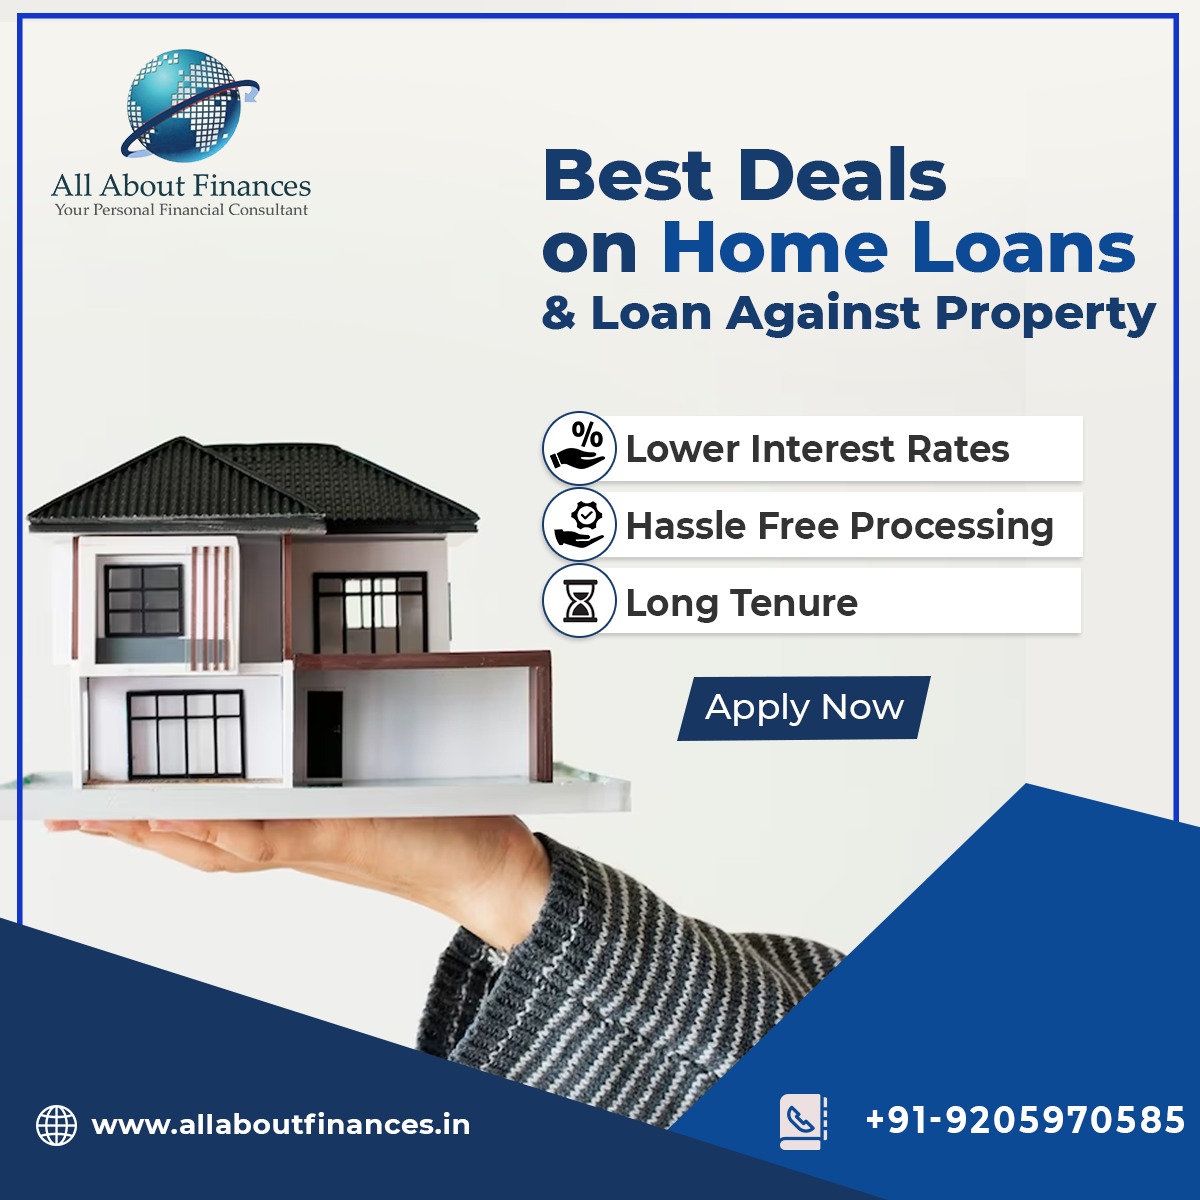 All About Finances
Your Personal Financial Consultant
Best Deals
on Home Loans
& Loan Against Property
%
Lower Interest Rates
Hassle Free Processing
Long Tenure
Apply Now
www.allaboutfinances.in
+91-9205970585